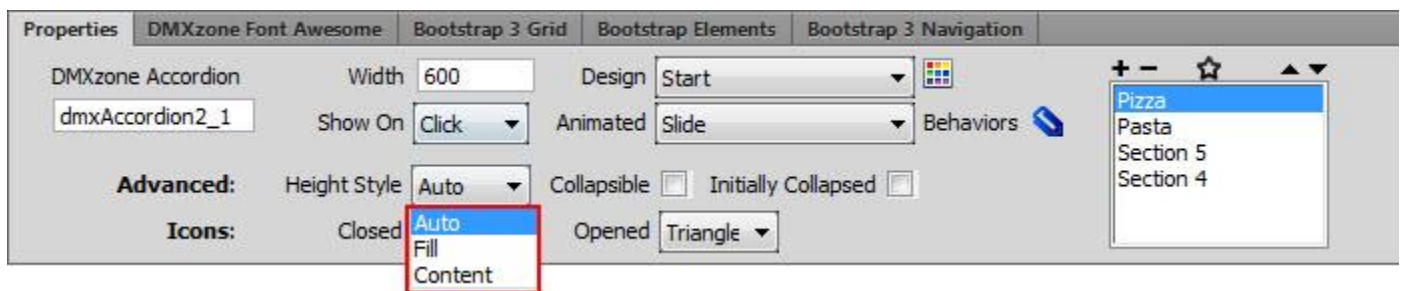 Properties DMXzone Font Awesome Bootstrap 3 Grid Bootstrap Elements Bootstrap 3 Navigation
DMXzone Accordion Width 600 Design Start
dmxAccordion2_1 Show On Click Animated Slide Behaviors
Advanced: Height Style Auto Collapsible Initially Collapsed
Icons: Closed Opened Triangle
Auto
Fill
Content
Pizza
Pasta
Section 5
Section 4